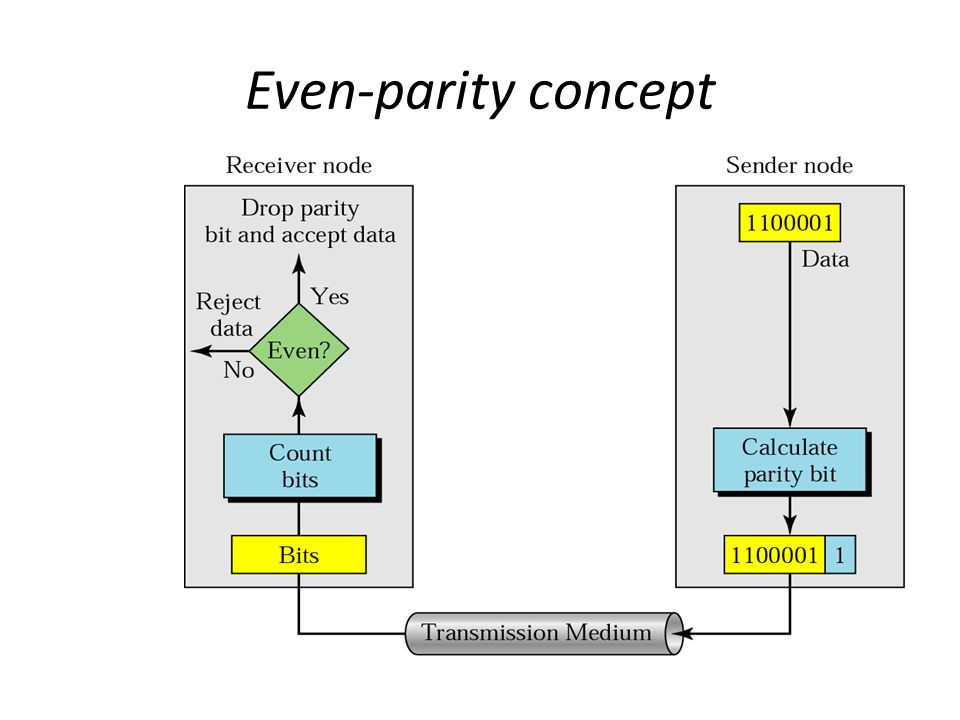 Even-parity concept
Receiver node
Drop parity
bit and accept data
Yes
Reject
data
Even?
No
Count
bits
Bits
Sender node
1100001
Data
Calculate
parity bit
1100001 1
Transmission Medium